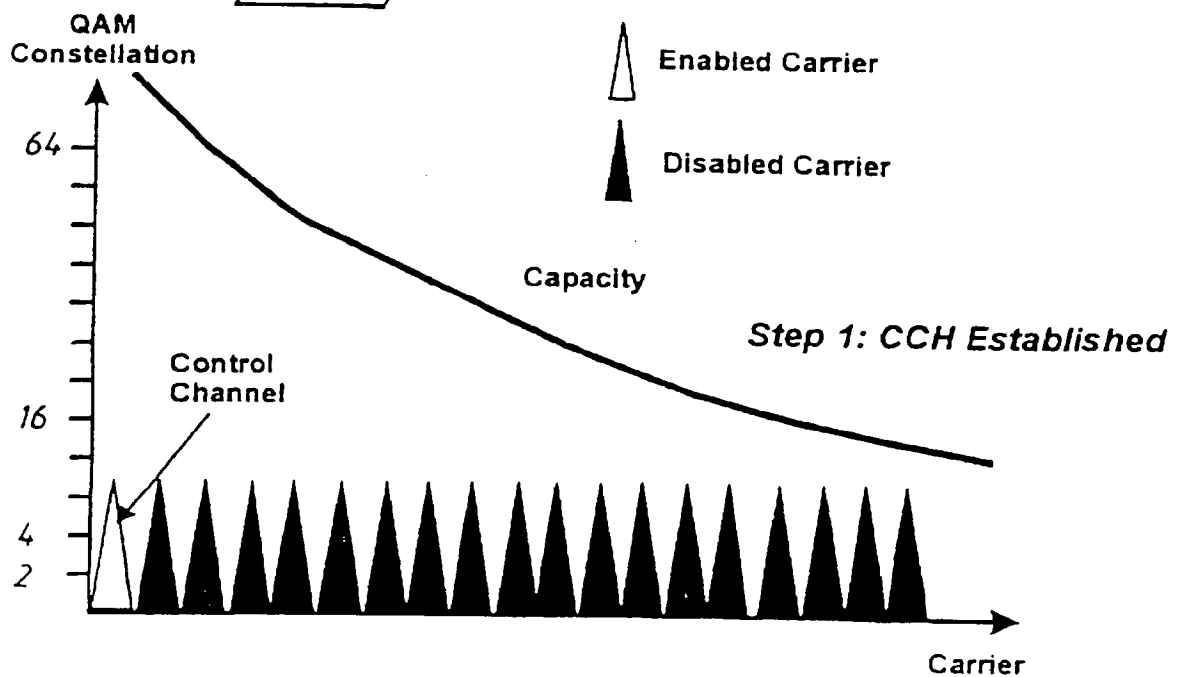 QAM
Constellation
Enabled Carrier
64
Disabled Carrier
Capacity
Step 1: CCH Established
Control
Channel
16
4
2
Carrier